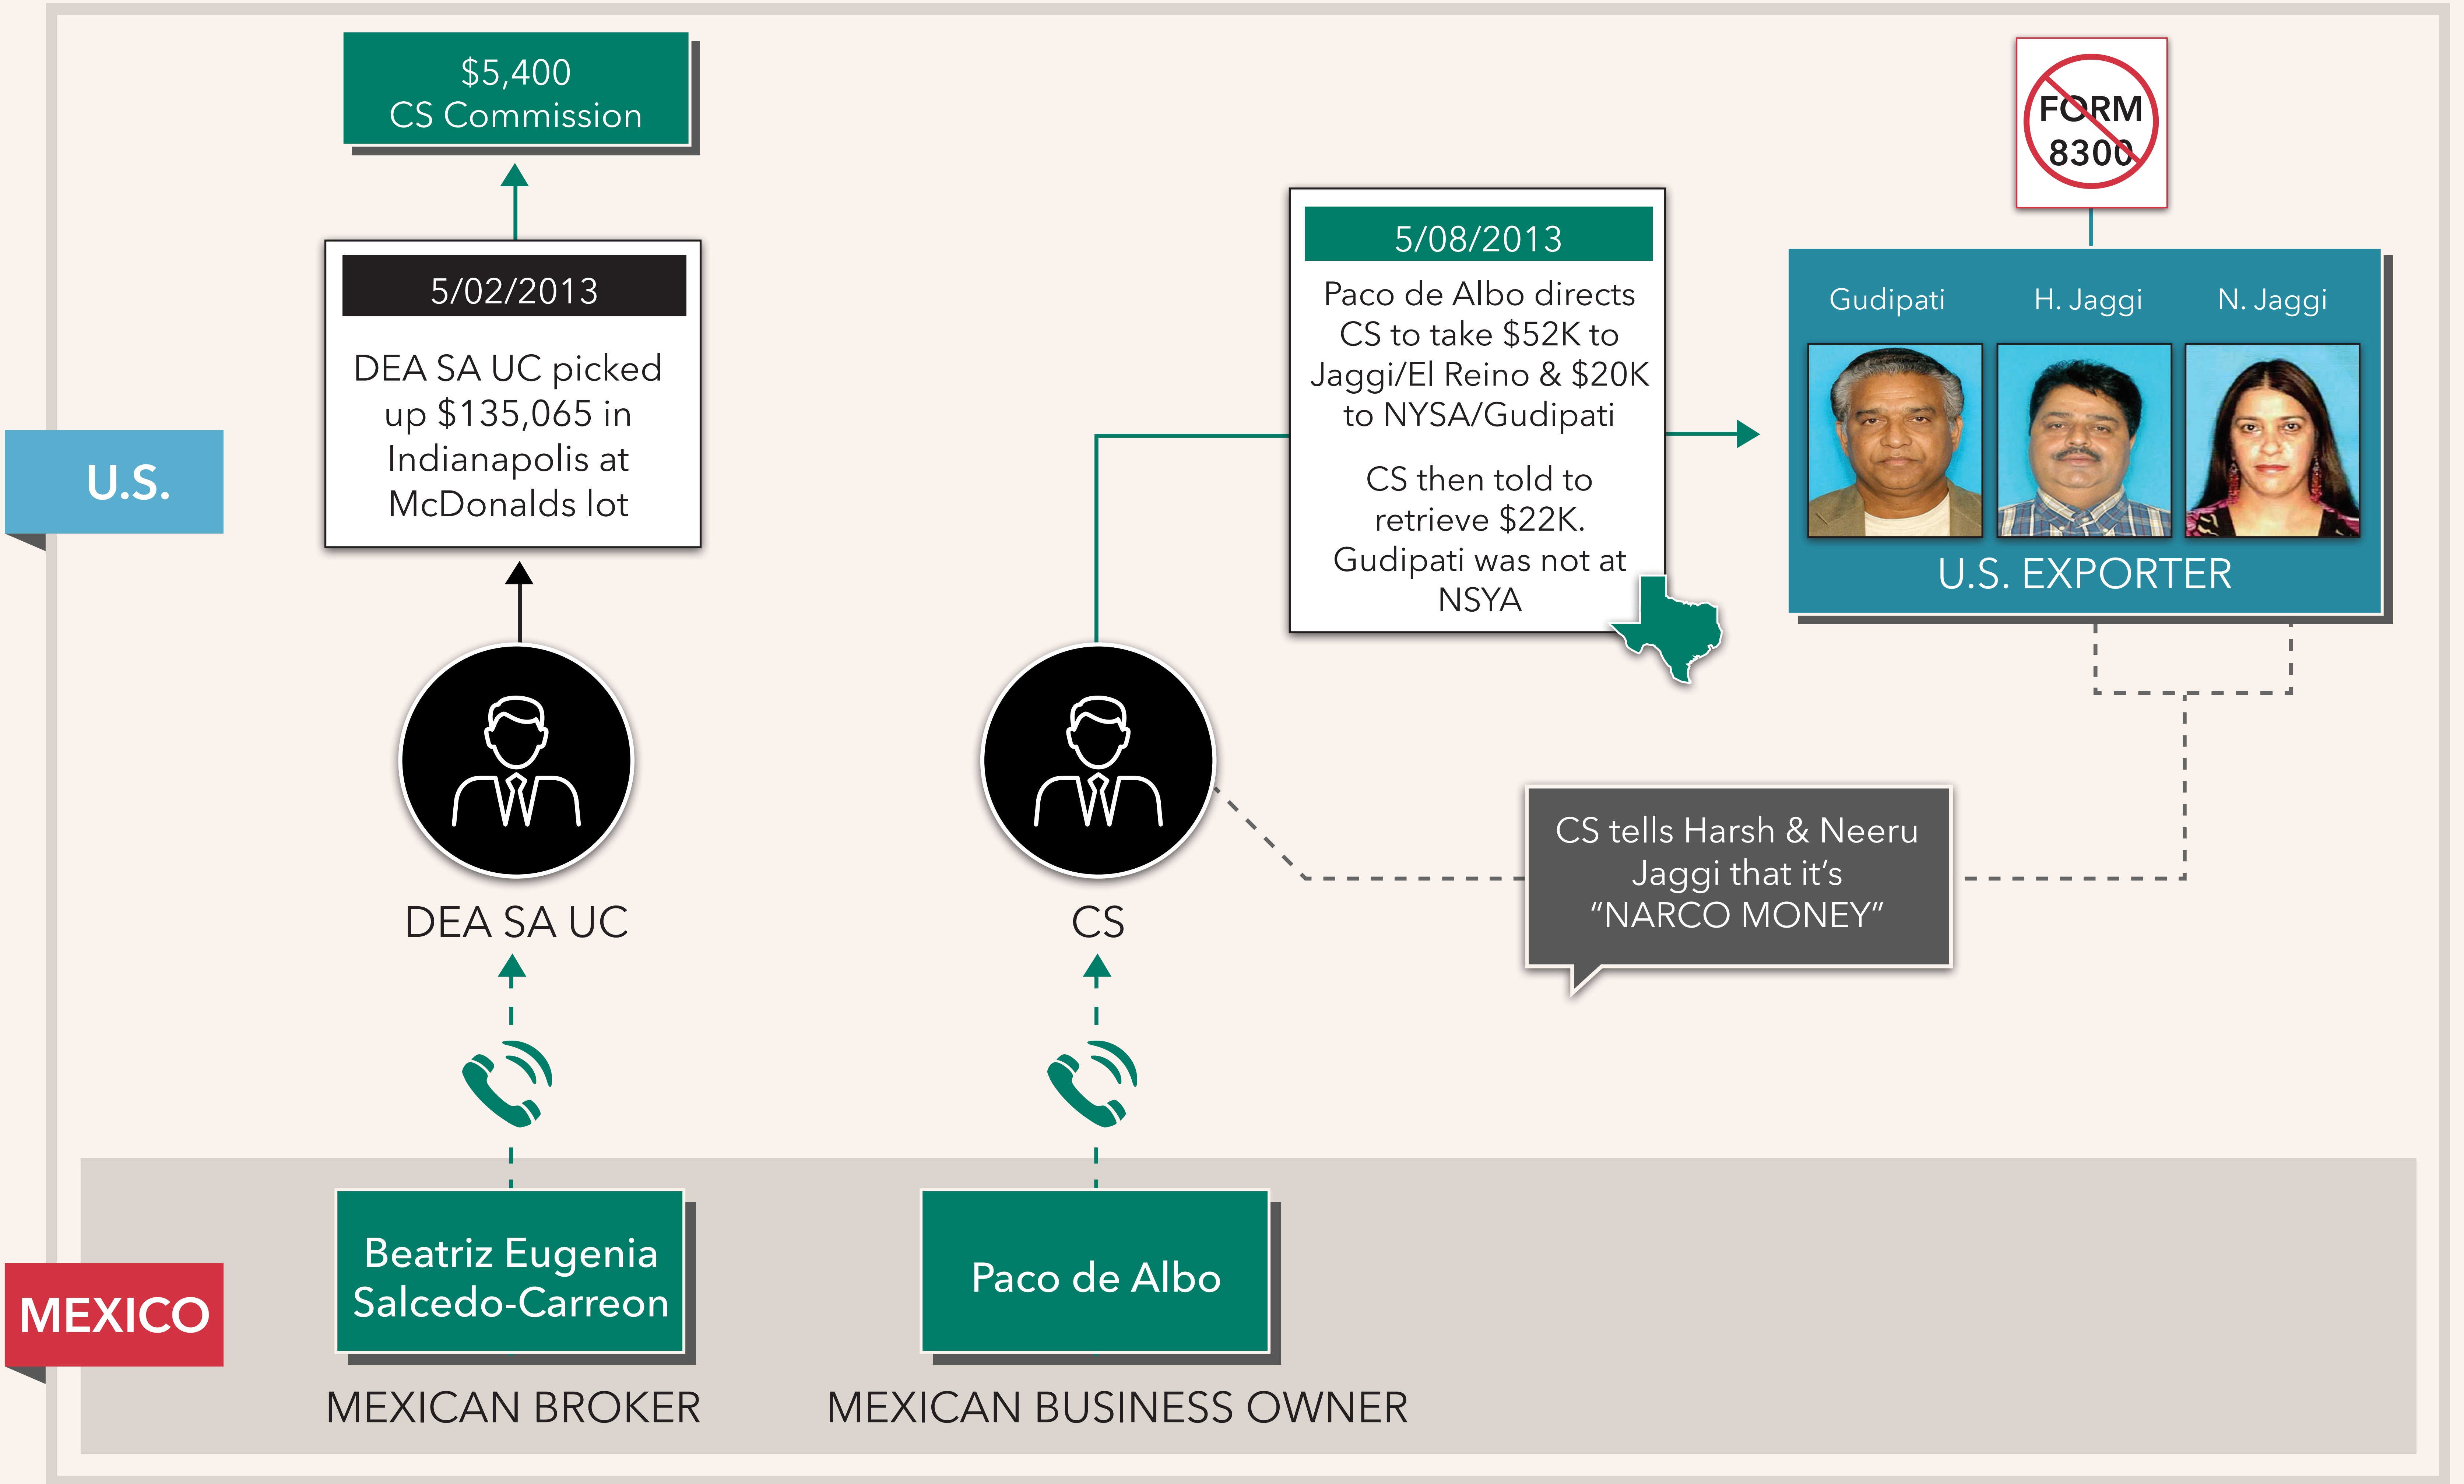 $5,400
CS Commission
5/02/2013
DEA SA UC picked
up $135,065 in
Indianapolis at
McDonalds lot
U.S.
DEA SA UC
5/08/2013
Paco de Albo directs
CS to take $52K to
Jaggi/El Reino & $20K
to NYSA/Gudipati
CS then told to
retrieve $22K.
Gudipati was not at
NSYA
CS
FORM
8300
Gudipati
H. Jaggi
N. Jaggi
U.S. EXPORTER
CS tells Harsh & Neeru
Jaggi that it’s
“NARCO MONEY”
MEXICO
Beatriz Eugenia
Salcedo-Carreon
MEXICAN BROKER
Paco de Albo
MEXICAN BUSINESS OWNER